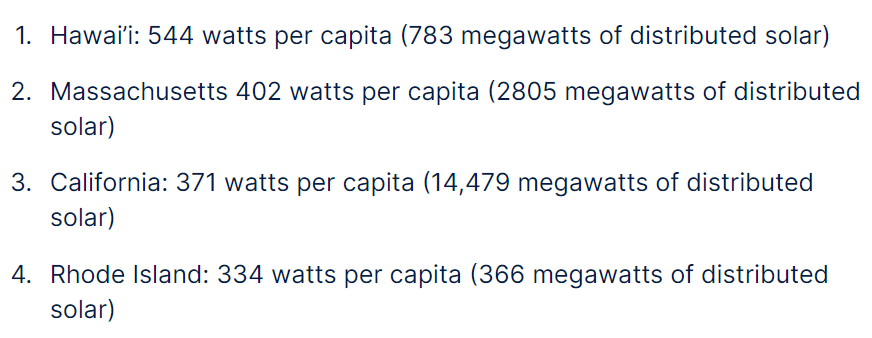 1. Hawai’i: 544 watts per capita (783 megawatts of distributed solar)
2. Massachusetts 402 watts per capita (2805 megawatts of distributed
solar)
3. California: 371 watts per capita (14,479 megawatts of distributed
solar)
4. Rhode Island: 334 watts per capita (366 megawatts of distributed
solar)